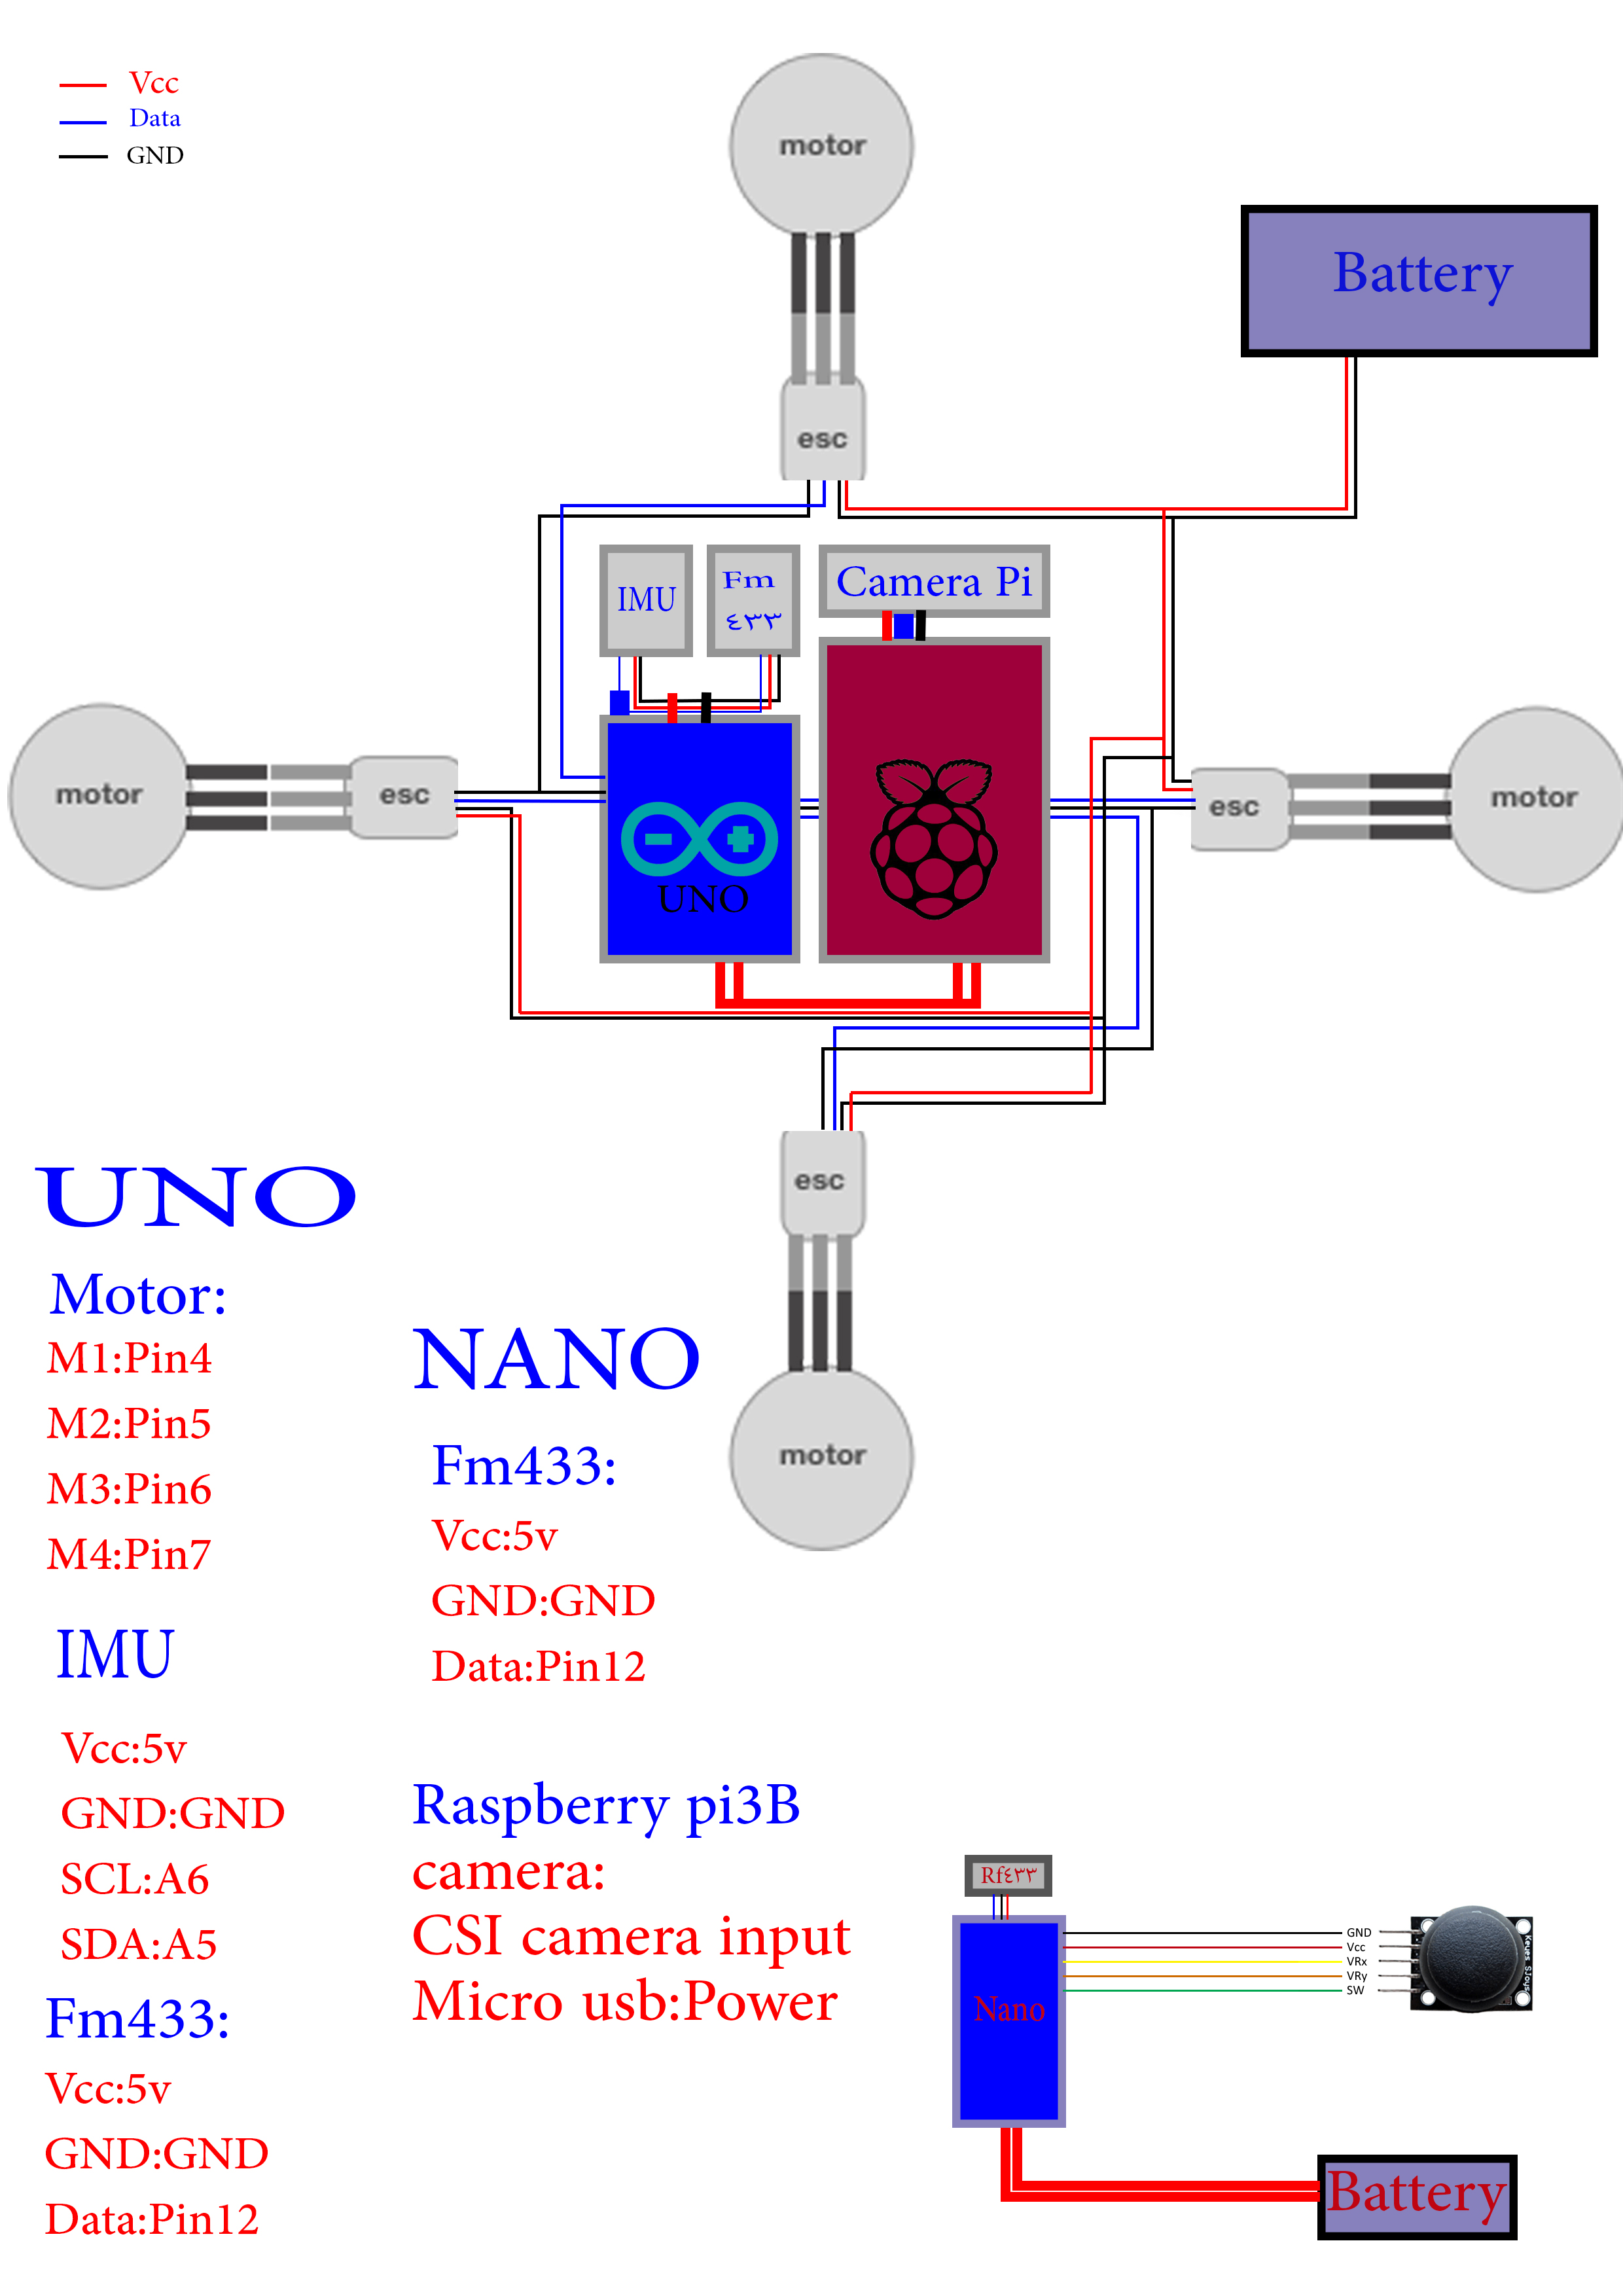 Vcc
Data
GND
motor
Battery
esc
IMU
Fm
٤٣٣
Camera Pi
motor
esc
UNO
esc
motor
esc
motor
UNO
Motor:
M1:Pin4
M2:Pin5
M3:Pin6
M4:Pin7
IMU
Vcc:5v
GND:GND
SCL:A6
SDA:A5
Fm433:
Vcc:5v
GND:GND
Data:Pin12
NANO
Fm433:
Vcc:5v
GND:GND
Data:Pin12
Raspberry pi3B
camera:
CSI camera input
Micro usb:Power
Rf٤٣٣
Nano
GND
Vcc
VRx
VRy
SW
Battery